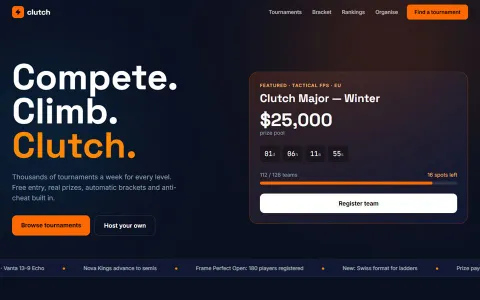 clutch
Tournaments Bracket Rankings Organise Find a tournament
Compete.
Climb.
Clutch.
Thousands of tournaments a week for every level.
Free entry, real prizes, automatic brackets and anti-
cheat built in.
Browse tournaments Host your own
FEATURED · TACTICAL FPS · EU
Clutch Major — Winter
$25,000
prize pool
01d 06h 11m 55s
112 / 128 teams 16 spots left
Register team
· Vanta 13–9 Echo Nova Kings advance to semis Frame Perfect Open: 180 players registered New: Swiss format for ladders Prize pay